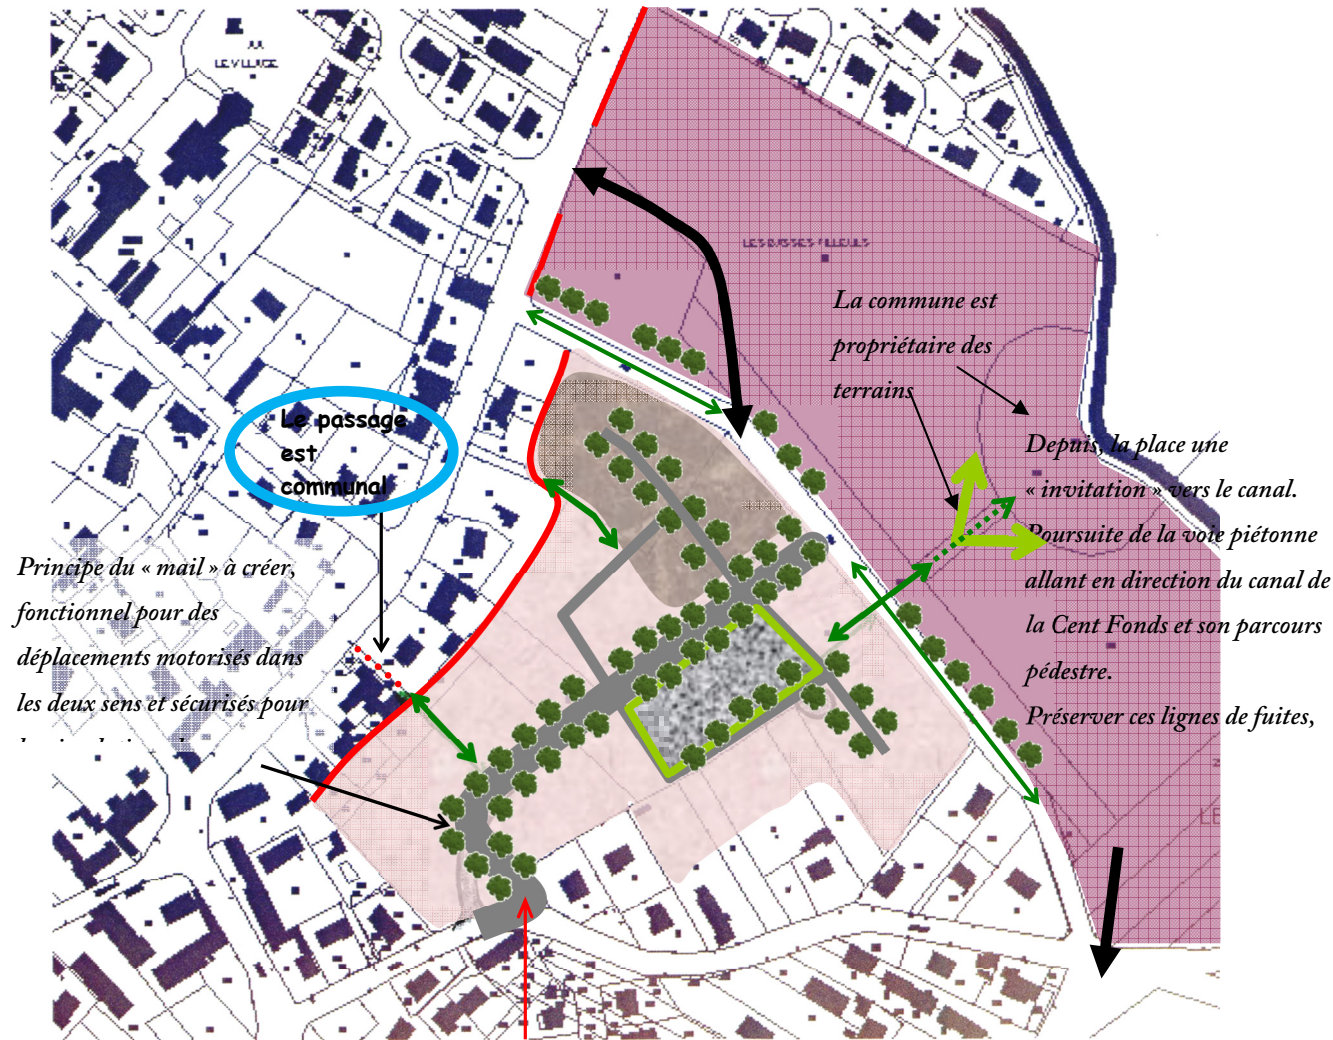 LE VILLAGE
La commune est
propriétaire des
terrains
Le passage
est
communal
Depuis, la place une
« invitation » vers le canal.
Poursuite de la voie piétonne
allant en direction du canal de
la Cent Fonds et son parcours
pédestre.
Préserver ces lignes de fuites,
Principe du « mail » à créer,
fonctionnel pour des
déplacements motorisés dans
les deux sens et sécurisés pour
LE